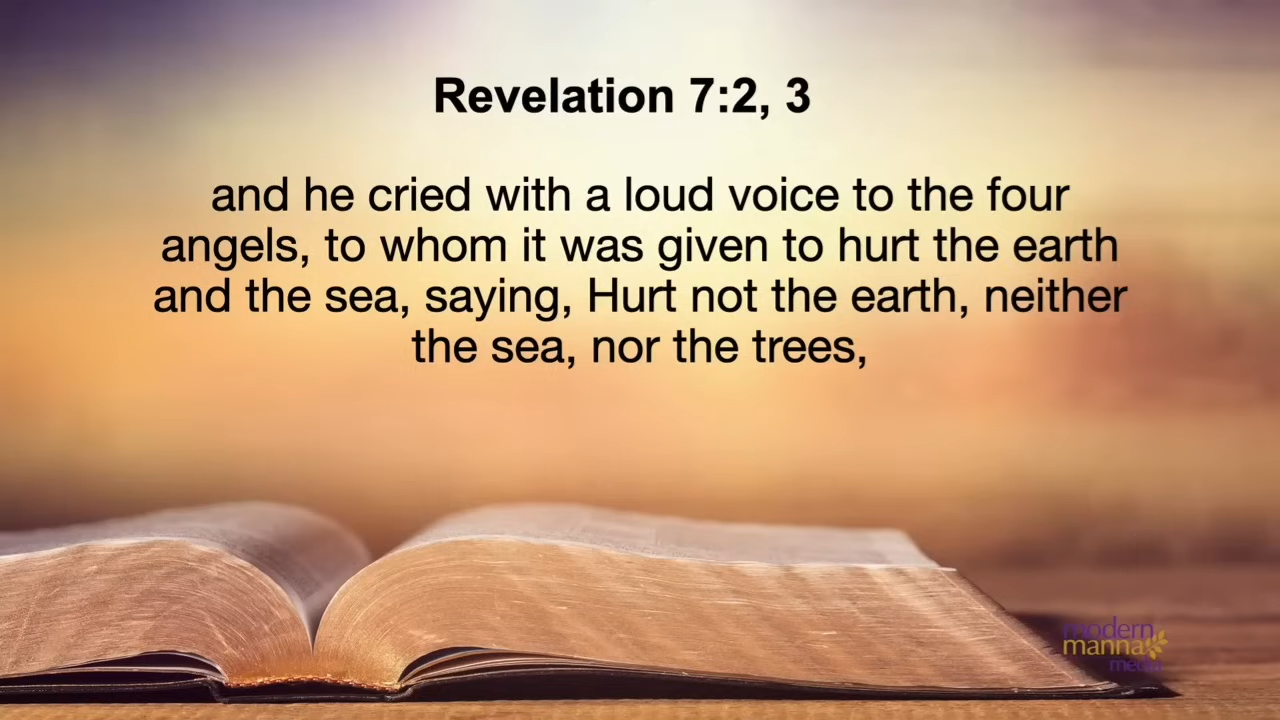 Revelation 7:2, 3
and he cried with a loud voice to the four
angels, to whom it was given to hurt the earth
and the sea, saying, Hurt not the earth, neither
the sea, nor the trees,
modern
manna
media